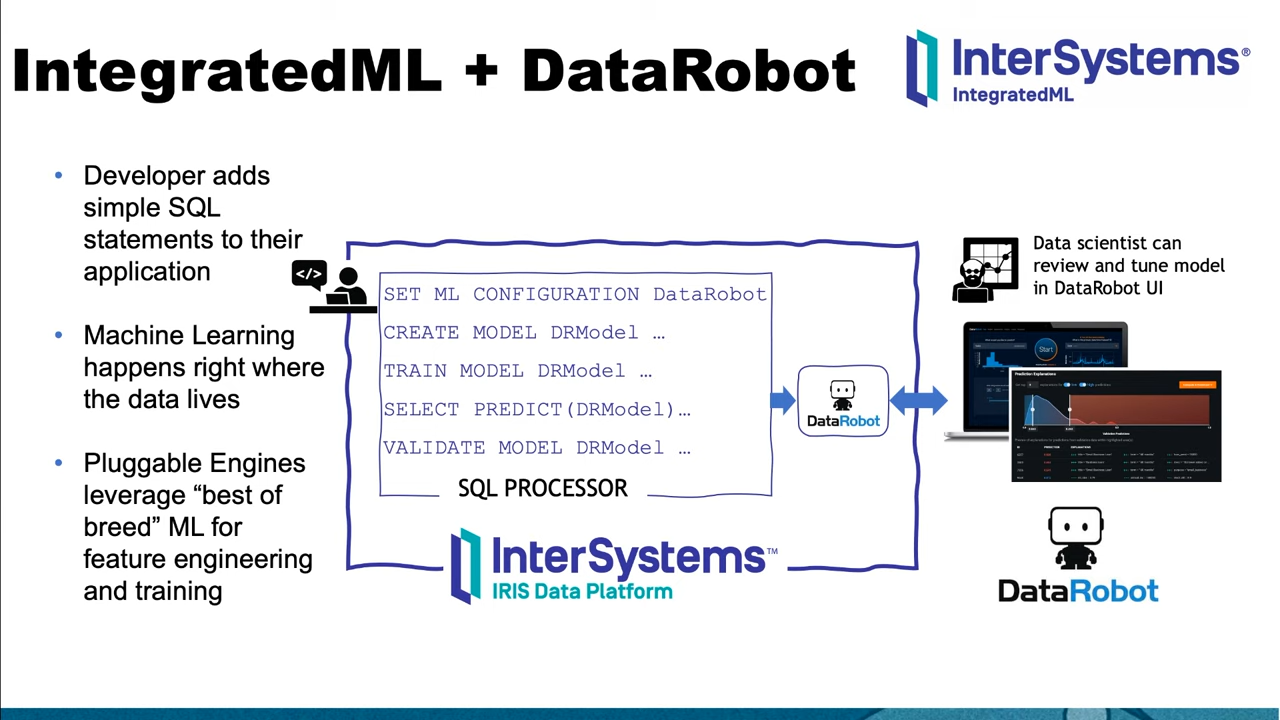 IntegratedML + DataRobot
InterSystems®
IntegratedML
• Developer adds
simple SQL
statements to their
application
• Machine Learning
happens right where
the data lives
• Pluggable Engines
leverage “best of
breed” ML for
feature engineering
and training
</>
SET ML CONFIGURATION DataRobot
CREATE MODEL DRModel …
TRAIN MODEL DRModel …
SELECT PREDICT(DRModel)…
VALIDATE MODEL DRModel …
SQL PROCESSOR
InterSystems™
IRIS Data Platform
DataRobot
Data scientist can
review and tune model
in DataRobot UI
Start
Prediction Explanations
DataRobot